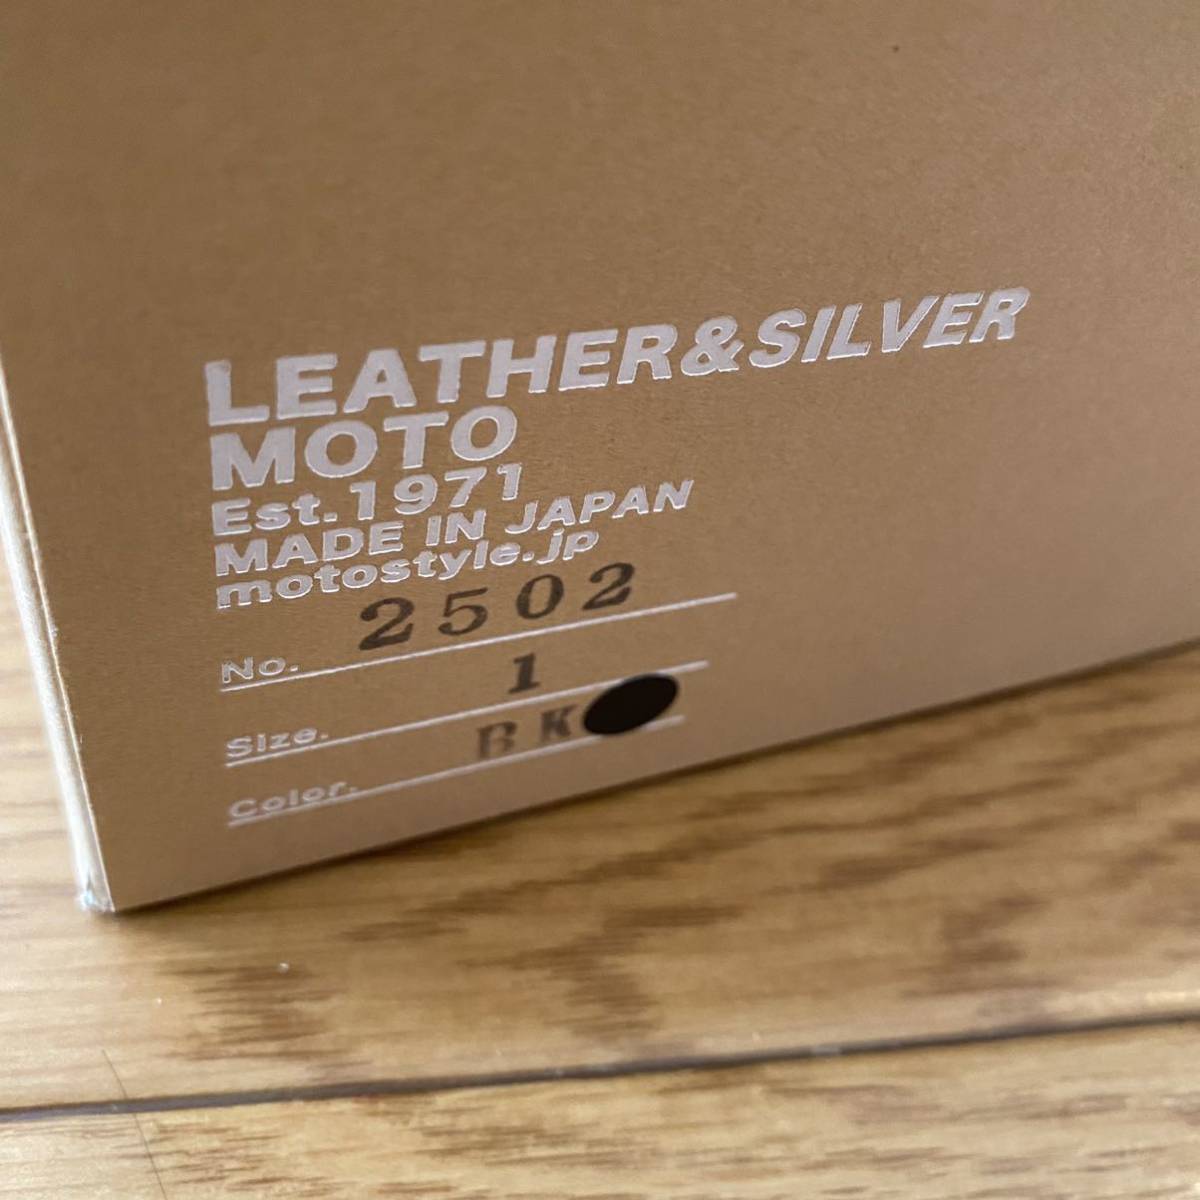 LEATHER&SILVER
MOTO
Est.1971
MADE IN JAPAN
motostyle.jp
No. 2502
Size. 1
Color. BK